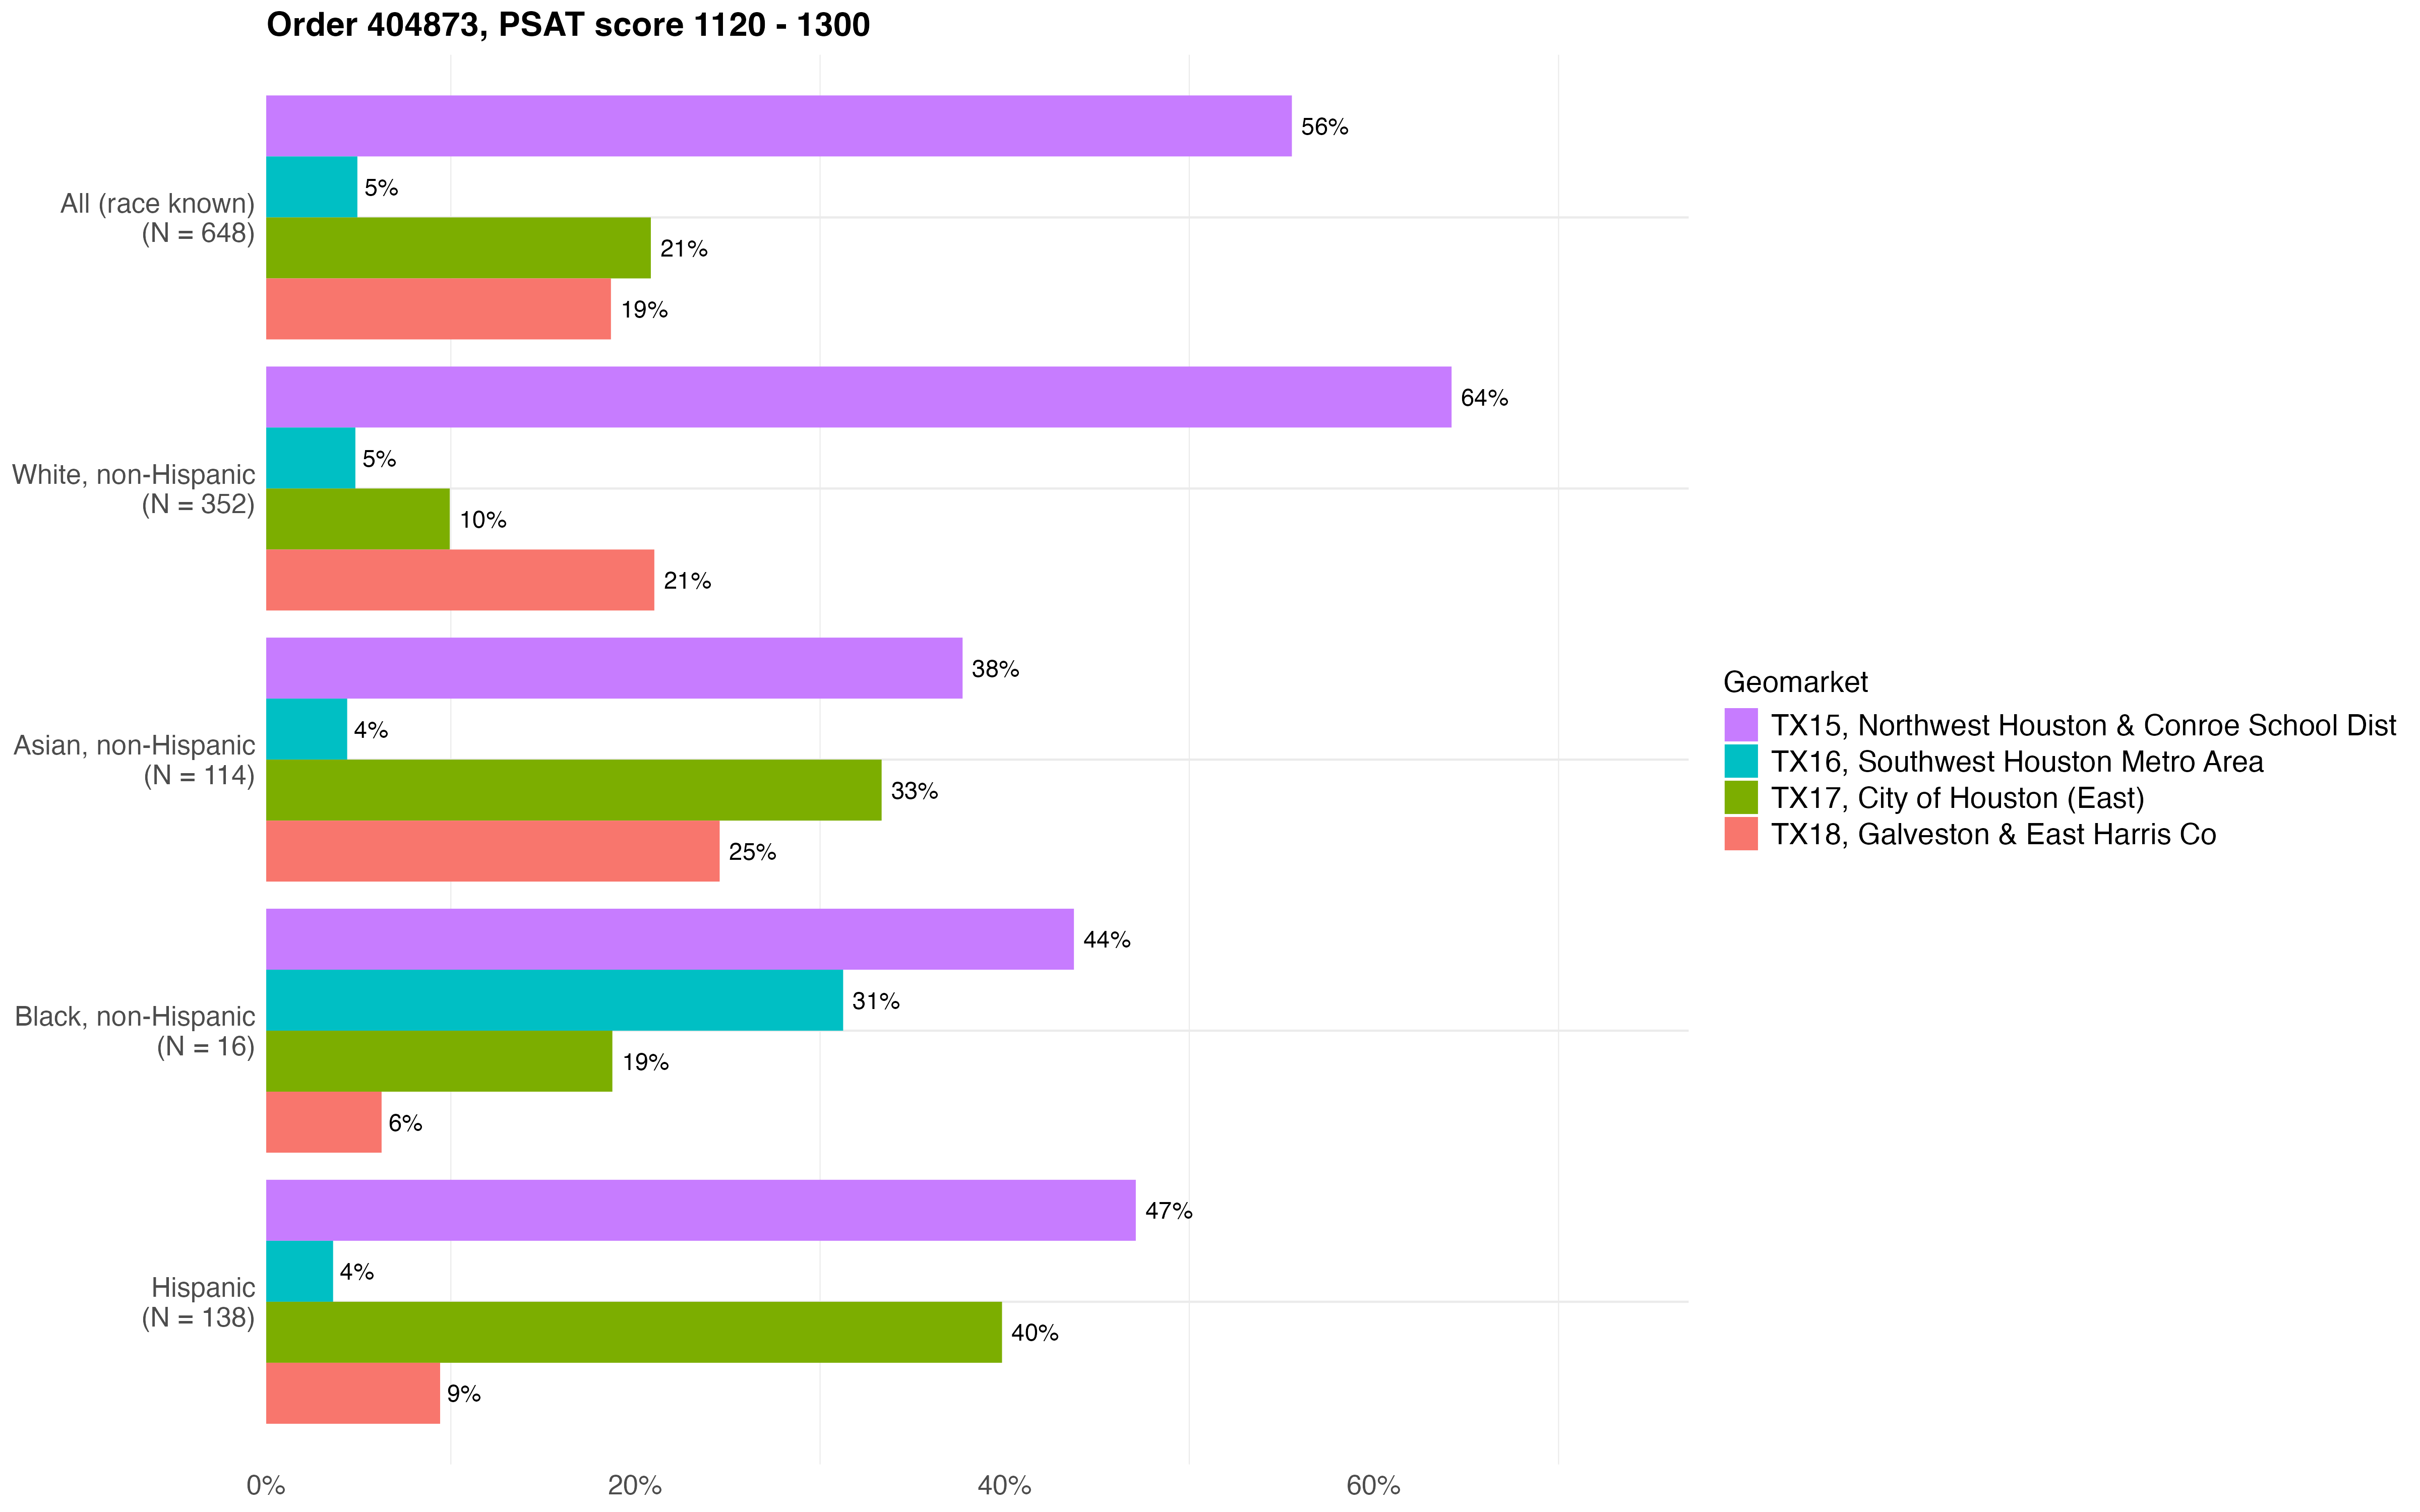 Order 404873, PSAT score 1120 - 1300
All (race known)
(N = 648)
56%
5%
21%
19%
White, non-Hispanic
(N = 352)
64%
5%
10%
21%
Asian, non-Hispanic
(N = 114)
38%
4%
33%
25%
Black, non-Hispanic
(N = 16)
44%
31%
19%
6%
Hispanic
(N = 138)
47%
4%
40%
9%
0%
20%
40%
60%
Geomarket
TX15, Northwest Houston & Conroe School Dist
TX16, Southwest Houston Metro Area
TX17, City of Houston (East)
TX18, Galveston & East Harris Co